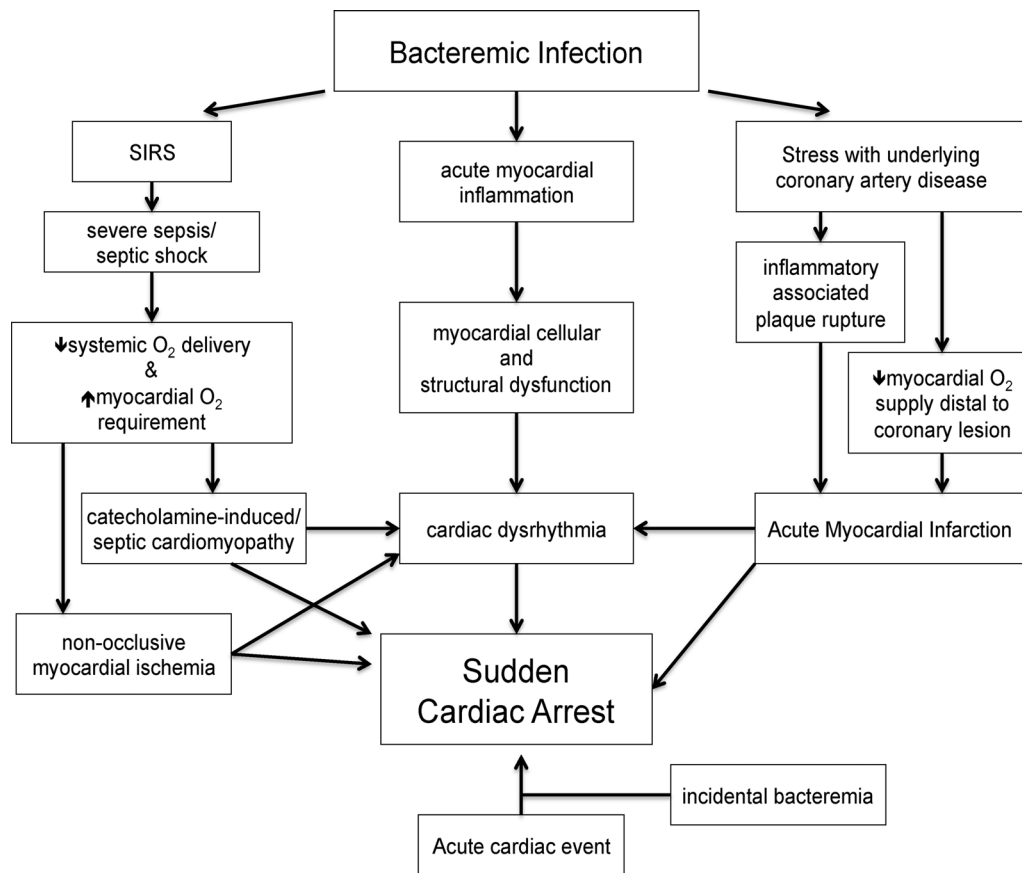 Bacteremic Infection
SIRS
severe sepsis/
septic shock
🡻systemic O₂ delivery
&
🡹myocardial O₂
requirement
catecholamine-induced/
septic cardiomyopathy
non-occlusive
myocardial ischemia
acute myocardial
inflammation
myocardial cellular
and
structural dysfunction
cardiac dysrhythmia
Stress with underlying
coronary artery disease
inflammatory
associated
plaque rupture
🡻myocardial O₂
supply distal to
coronary lesion
Acute Myocardial Infarction
Sudden
Cardiac Arrest
incidental bacteremia
Acute cardiac event